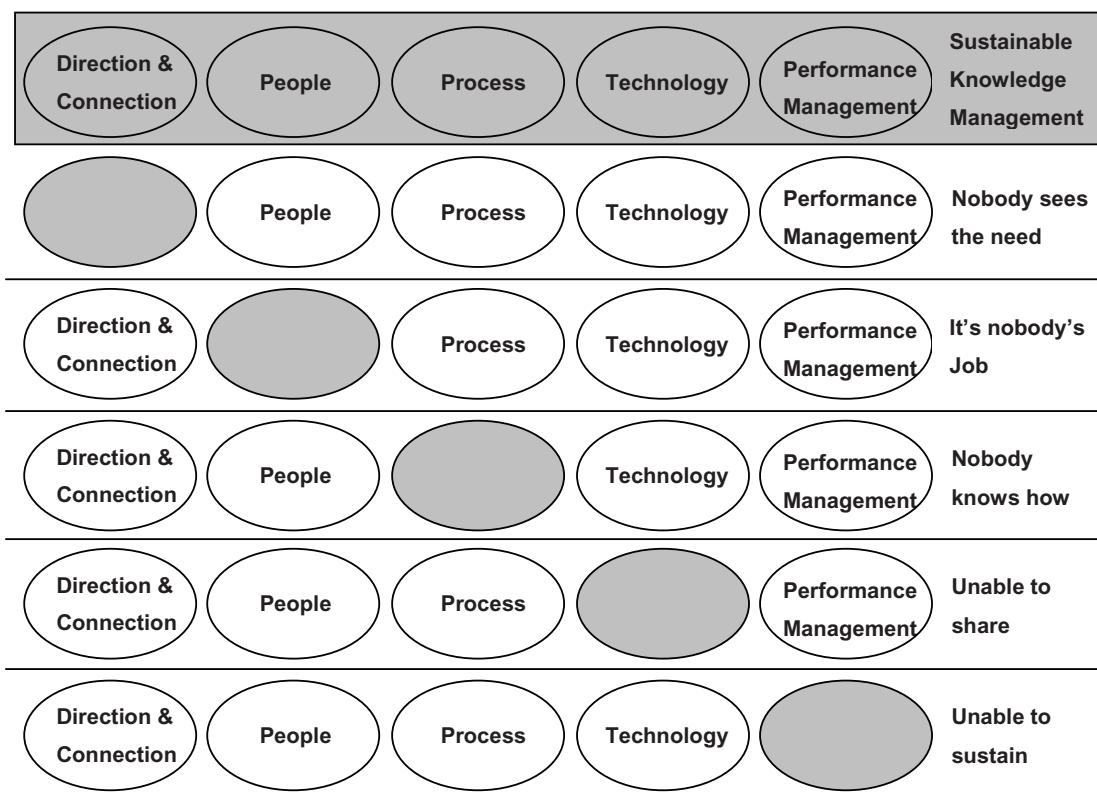 Direction &
Connection
People
Process
Technology
Performance
Management
Sustainable
Knowledge
Management
People
Process
Technology
Performance
Management
Nobody sees
the need
Direction &
Connection
Process
Technology
Performance
Management
It's nobody's
Job
Direction &
Connection
People
Technology
Performance
Management
Nobody
knows how
Direction &
Connection
People
Process
Performance
Management
Unable to
share
Direction &
Connection
People
Process
Technology
Unable to
sustain